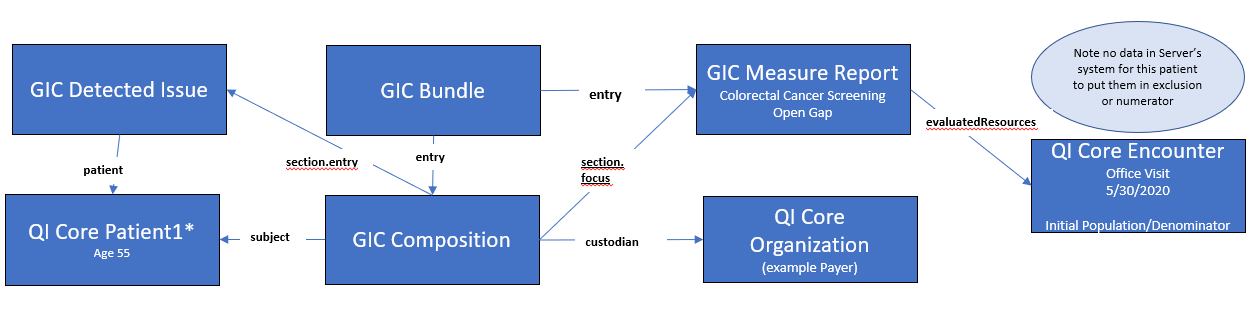 GIC Detected Issue
GIC Bundle
entry
GIC Measure Report
Colorectal Cancer Screening
Open Gap
Note no data in Server's
system for this patient
to put them in exclusion
or numerator
evaluatedResources
patient
section.entry
entry
section.
focus
QI Core Encounter
Office Visit
5/30/2020
Initial Population/Denominator
QI Core Patient1*
Age 55
subject
GIC Composition
custodian
QI Core
Organization
(example Payer)